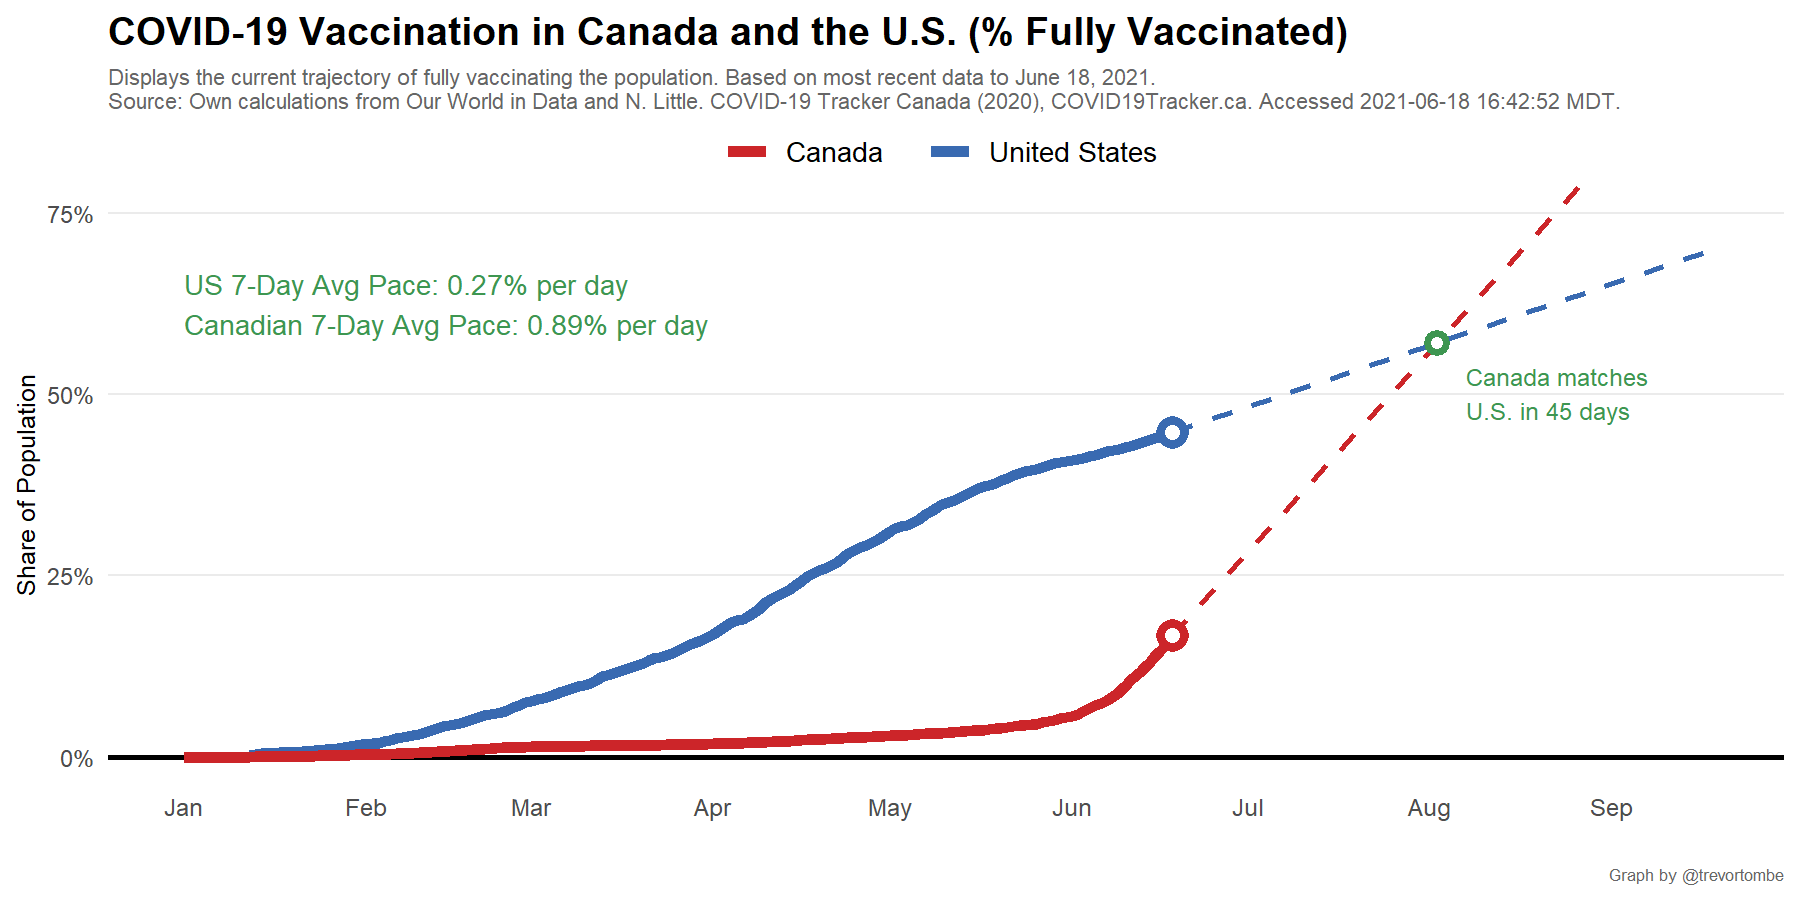 COVID-19 Vaccination in Canada and the U.S. (% Fully Vaccinated)
Displays the current trajectory of fully vaccinating the population. Based on most recent data to June 18, 2021.
Source: Own calculations from Our World in Data and N. Little. COVID-19 Tracker Canada (2020), COVID19Tracker.ca. Accessed 2021-06-18 16:42:52 MDT.
Canada United States
75%
US 7-Day Avg Pace: 0.27% per day
Canadian 7-Day Avg Pace: 0.89% per day
Canada matches
U.S. in 45 days
50%
25%
0%
Share of Population
Jan Feb Mar Apr May Jun Jul Aug Sep
Graph by @trevortombe